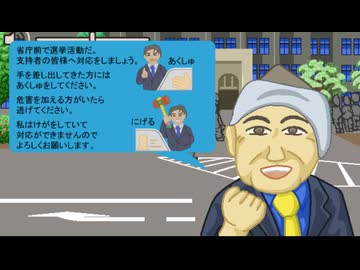 省庁前で選挙活動だ。
支持者の皆様へ対応をしましょう。
手を差し出してきた方には
あくしゅをしてください。
危害を加える方がいたら
逃げてください。
私はけがをしていて
対応ができませんので
よろしくお願いします。
あくしゅ
にげる